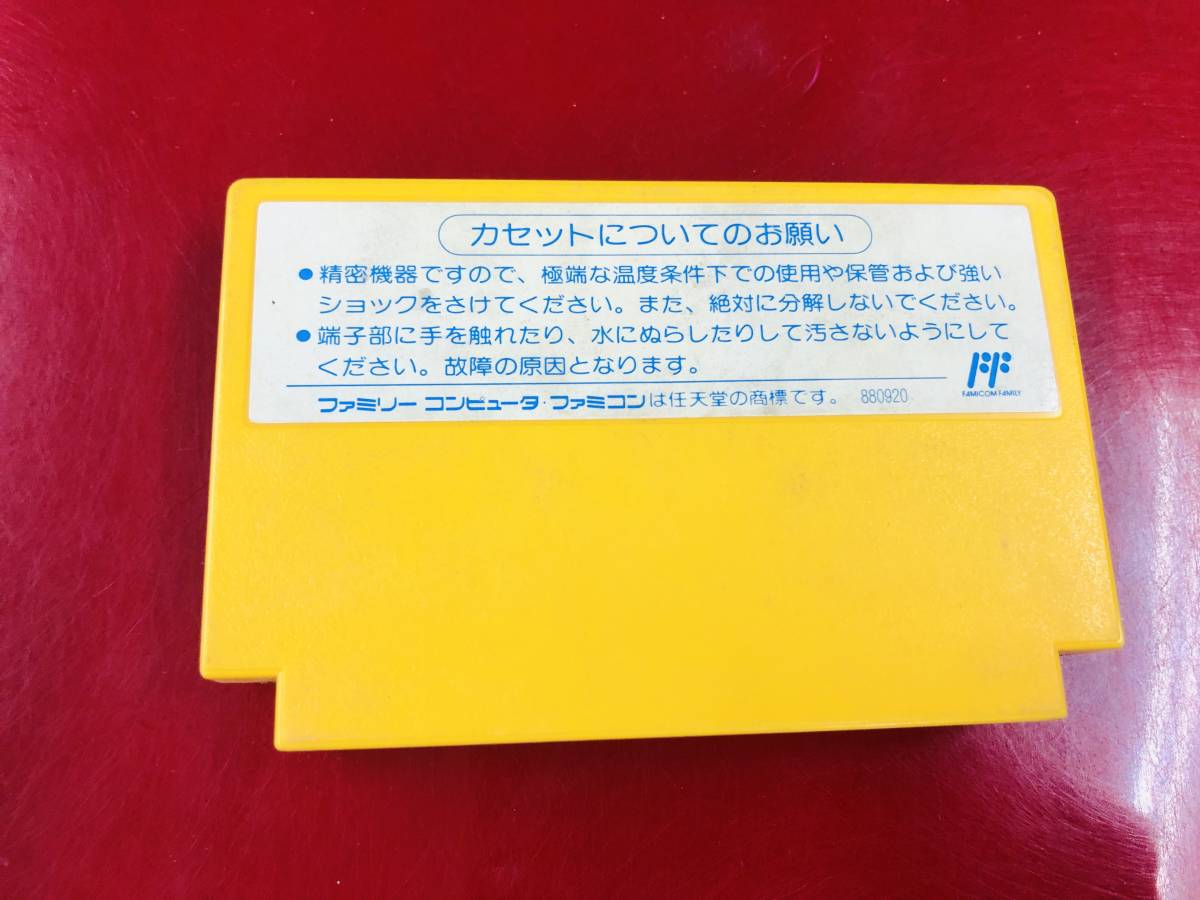 カセットについてのお願い
●精密機器ですので、極端な温度条件下での使用や保管および強い
ショックをさけてください。また、絶対に分解しないでください。
●端子部に手を触れたり、水にぬらしたりして汚さないようにして
ください。故障の原因となります。
FAMICOM FAMILY
ファミリー コンピュータ・ファミコンは任天堂の商標です。 880920